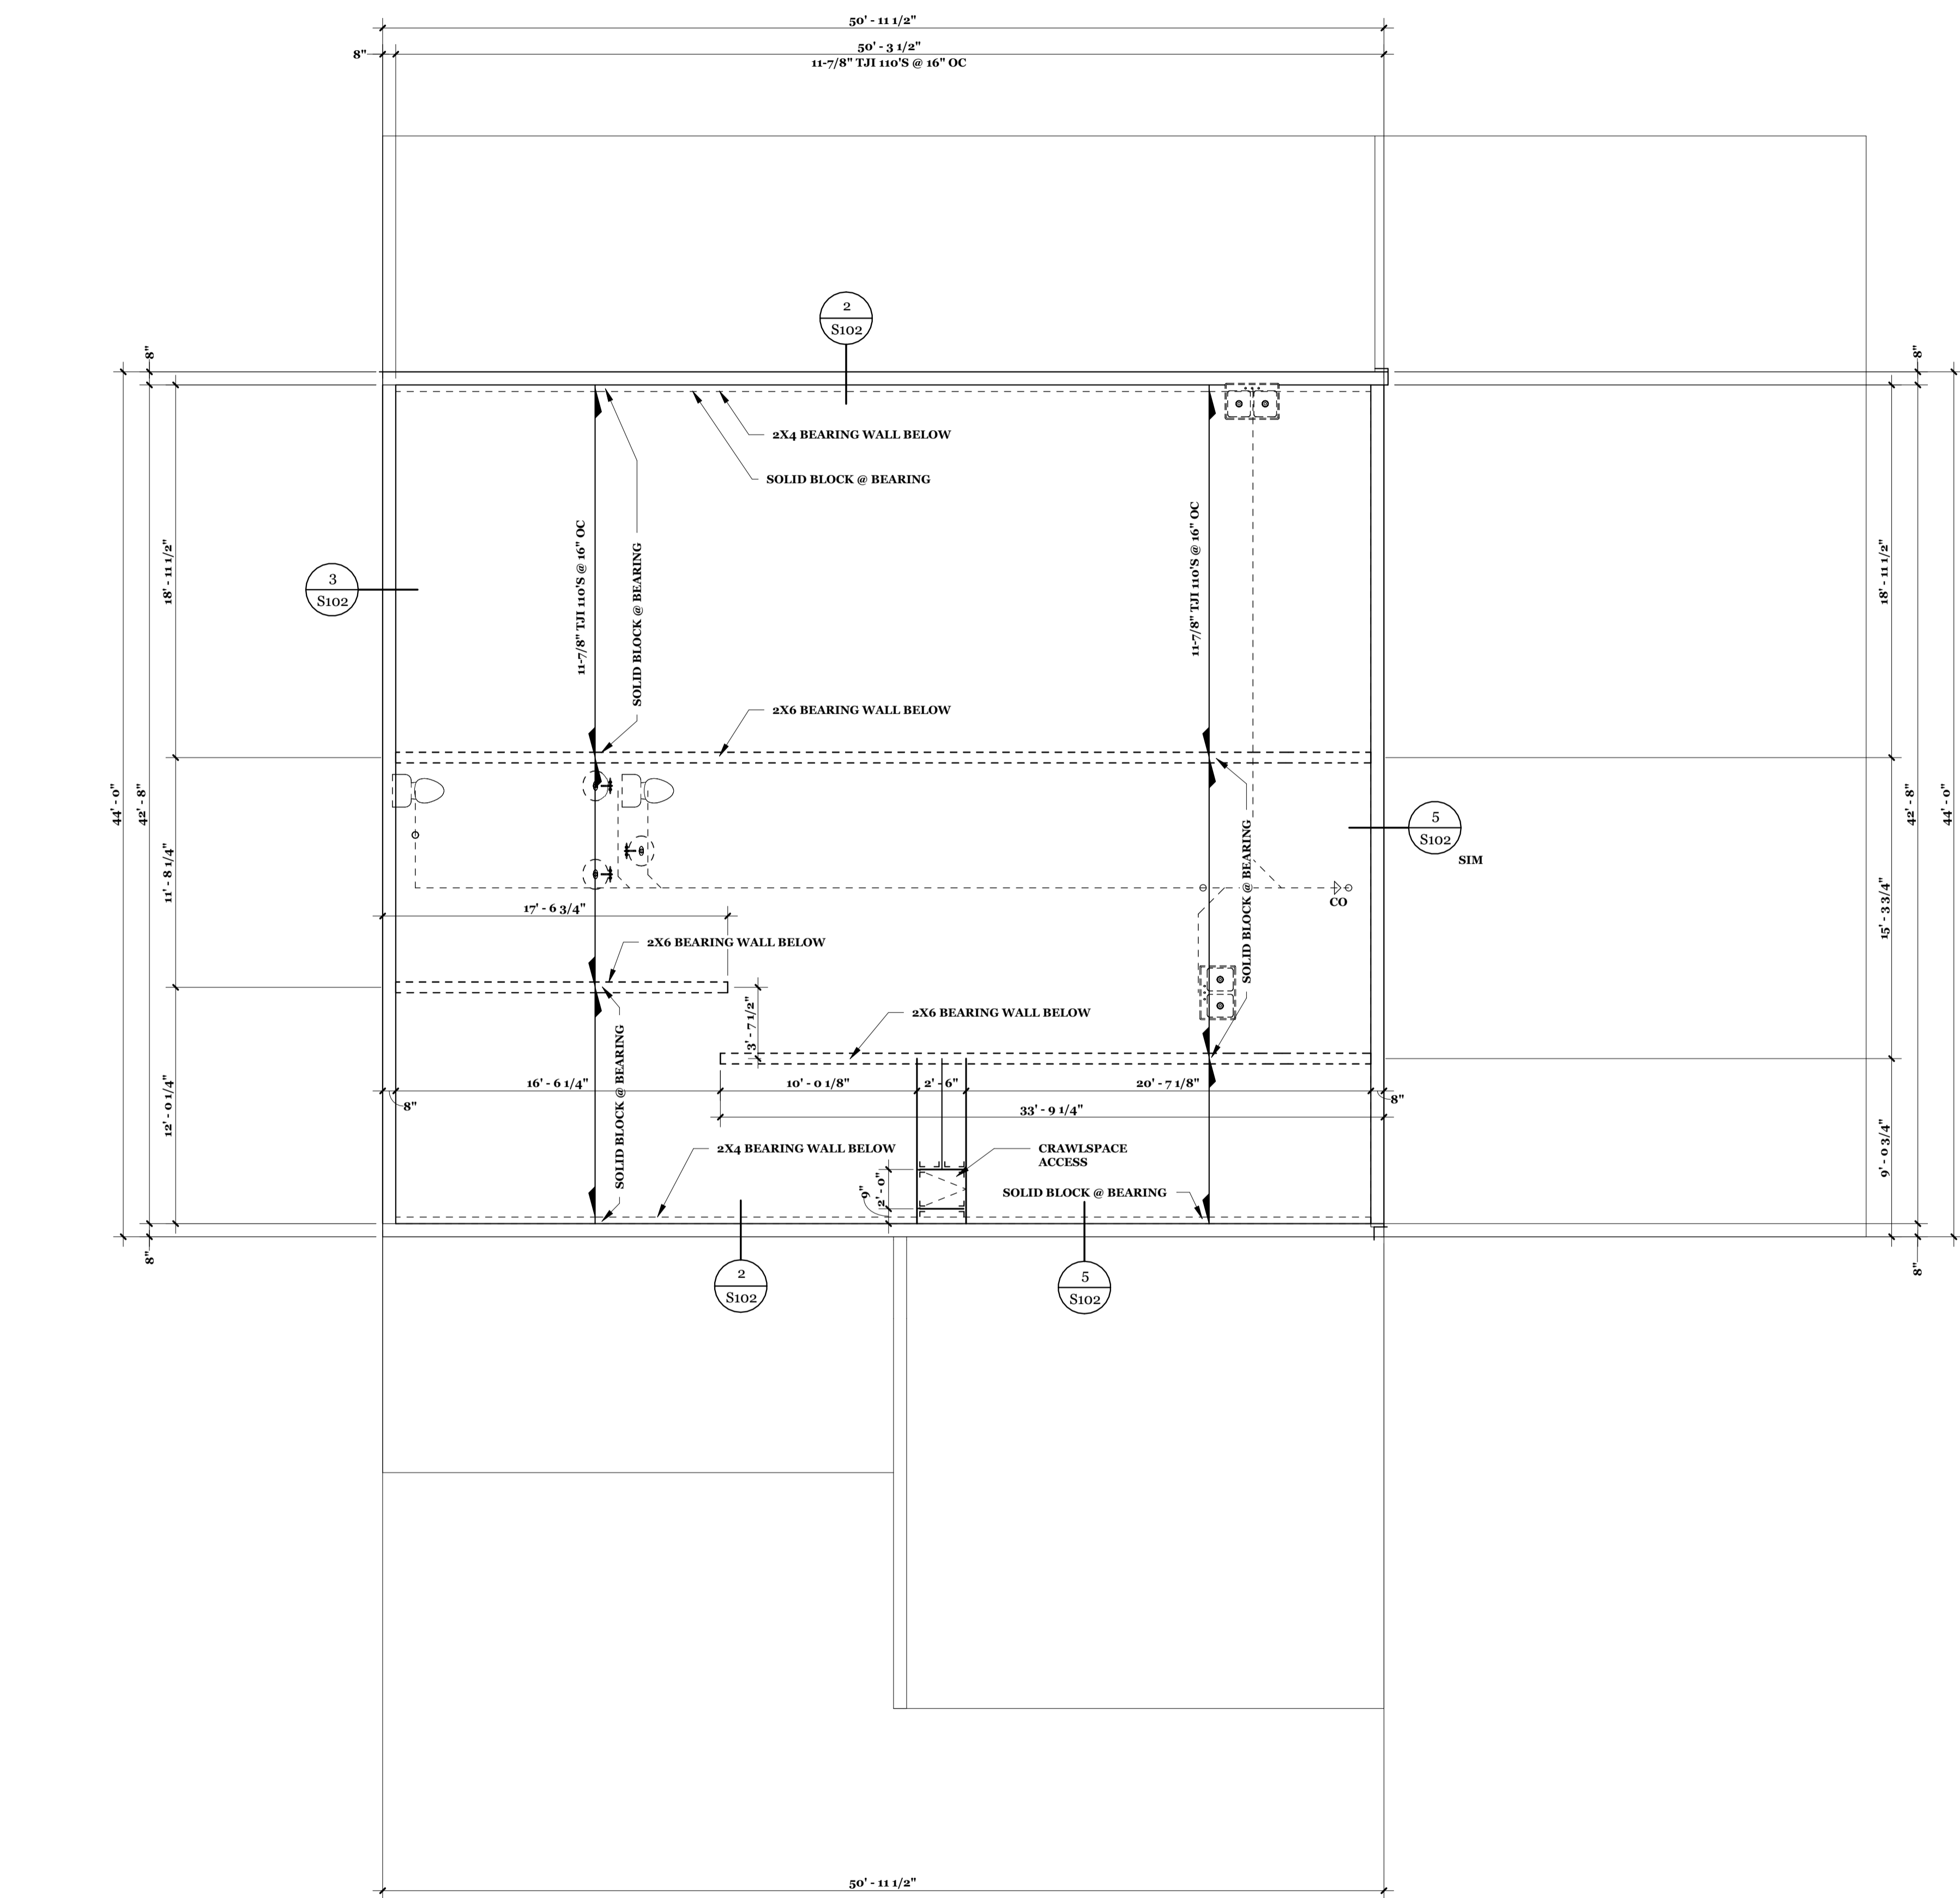 50' - 11 1/2"
8"
50' - 3 1/2"
11-7/8" TJI 110'S @ 16" OC
2
S102
8"
8"
2X4 BEARING WALL BELOW
SOLID BLOCK @ BEARING
11-7/8" TJI 110'S @ 16" OC
SOLID BLOCK @ BEARING
11-7/8" TJI 110'S @ 16" OC
18' - 11 1/2"
18' - 11 1/2"
3
S102
2X6 BEARING WALL BELOW
44' - 0"
42' - 8"
11' - 8 1/4"
42' - 8"
44' - 0"
5
S102
SIM
SOLID BLOCK @ BEARING
CO
15' - 3 3/4"
17' - 6 3/4"
2X6 BEARING WALL BELOW
3' - 7 1/2"
2X6 BEARING WALL BELOW
16' - 6 1/4"
10' - 0 1/8"
2' - 6"
20' - 7 1/8"
8"
8"
33' - 9 1/4"
12' - 0 1/4"
SOLID BLOCK @ BEARING
2X4 BEARING WALL BELOW
CRAWLSPACE
ACCESS
9' - 0 3/4"
9"
2' - 0"
SOLID BLOCK @ BEARING
8"
8"
2
S102
5
S102
50' - 11 1/2"